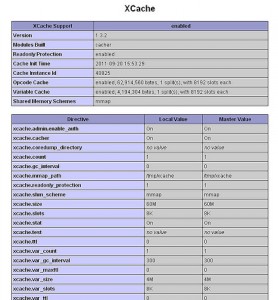 XCache
XCache Support enabled
Version 1.3.2
Modules Built cacher
Readonly Protection enabled
Cache Init Time 2011-09-20 15:53:29
Cache Instance Id 40825
Opcode Cache enabled, bytes, 1 split(s), with 8192 slots each
Variable Cache enabled, 4,194,304 bytes, 1 split(s), with 8192 slots each
Shared Memory Schemes mmap
Directive Local Value Master Value
xcache.admin.enable_auth On On
xcache.cacher On On
xcache.coredump_directory no value no value
xcache.count 1 1
xcache.gc_interval 0 0
xcache.mmap_path /tmp/xcache /tmp/xcache
xcache.readonly_protection 1 1
xcache.shm_scheme mmap mmap
xcache.size 60M 60M
xcache.slots 8K 8K
xcache.stat On On
xcache.test no value no value
xcache.ttl 0 0
xcache.var_count 1 1
xcache.var_gc_interval 300 300
xcache.var_maxttl 0 0
xcache.var_size 4M 4M
xcache.var_slots 8K 8K
xcache.var_ttl 0 0